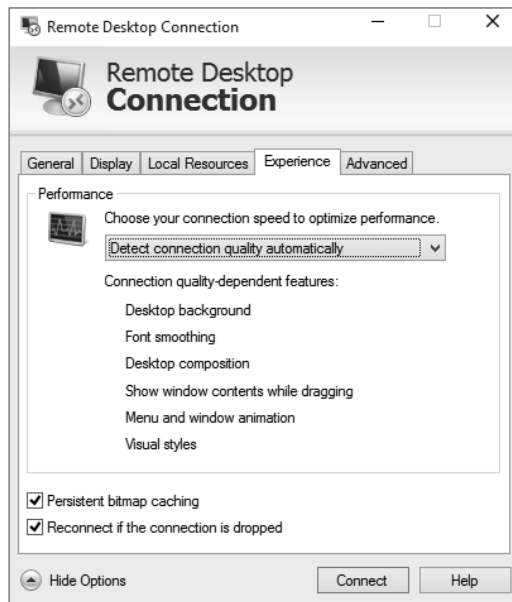 Remote Desktop Connection
Remote Desktop
Connection
General Display Local Resources Experience Advanced
Performance
Choose your connection speed to optimize performance.
Detect connection quality automatically
Connection quality-dependent features:
Desktop background
Font smoothing
Desktop composition
Show window contents while dragging
Menu and window animation
Visual styles
Persistent bitmap caching
Reconnect if the connection is dropped
Hide Options Connect Help